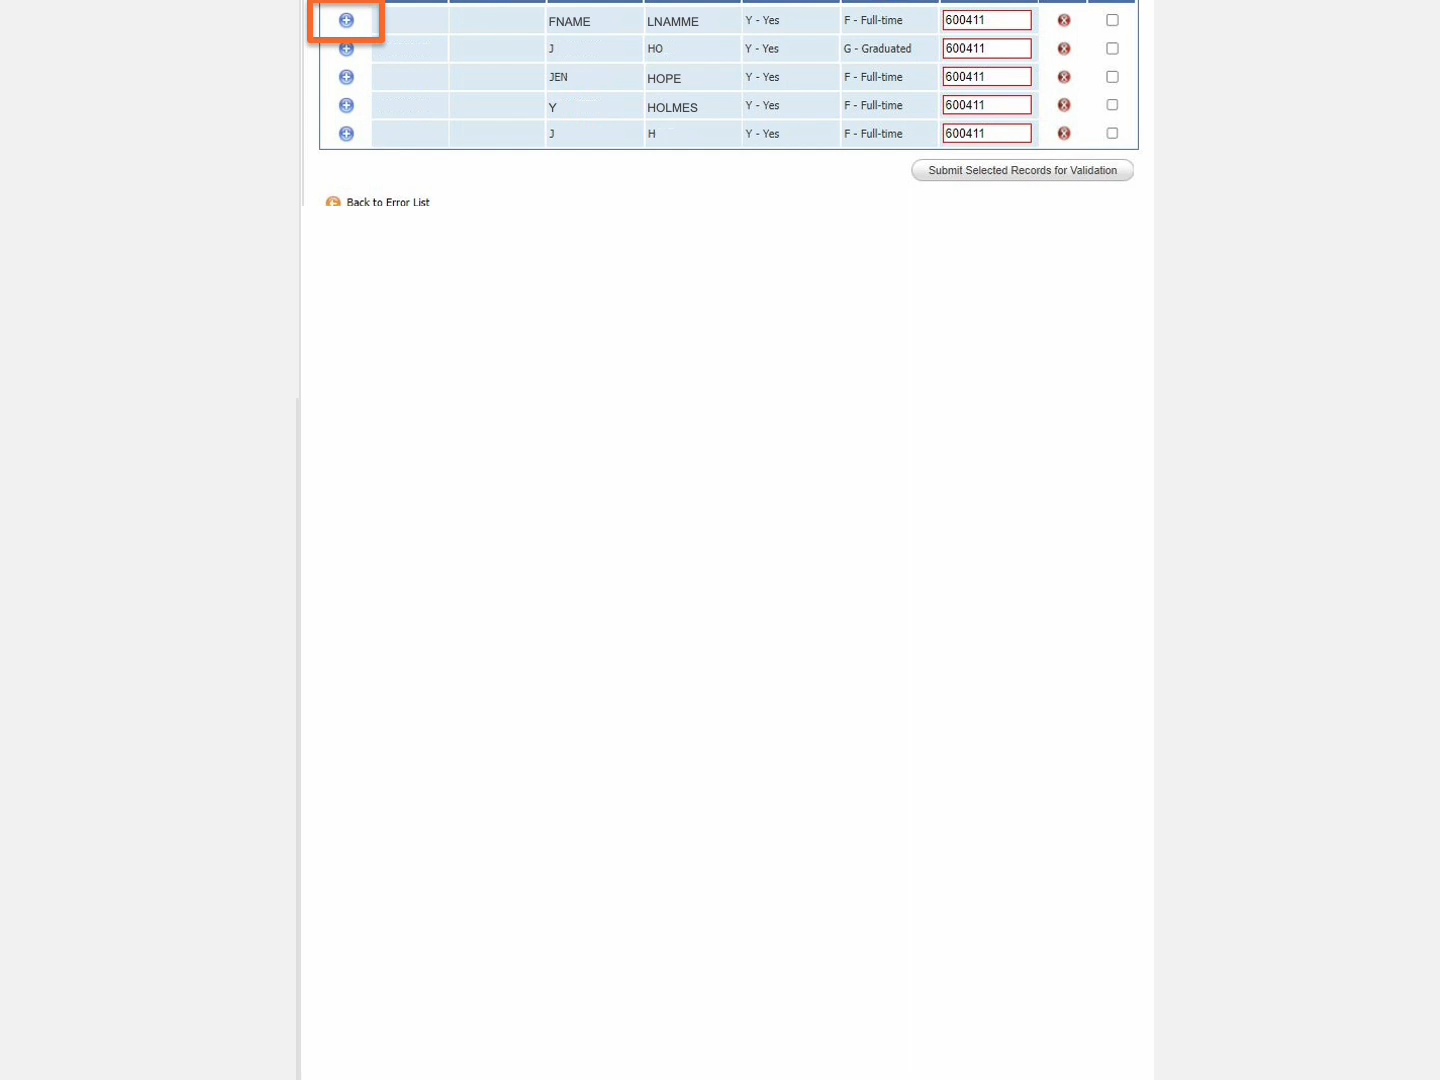 FNAME LNAMME Y - Yes F - Full-time 600411
J HO Y - Yes G - Graduated 600411
JEN HOPE Y - Yes F - Full-time 600411
Y HOLMES Y - Yes F - Full-time 600411
J H Y - Yes F - Full-time 600411
Submit Selected Records for Validation
Back to Error List